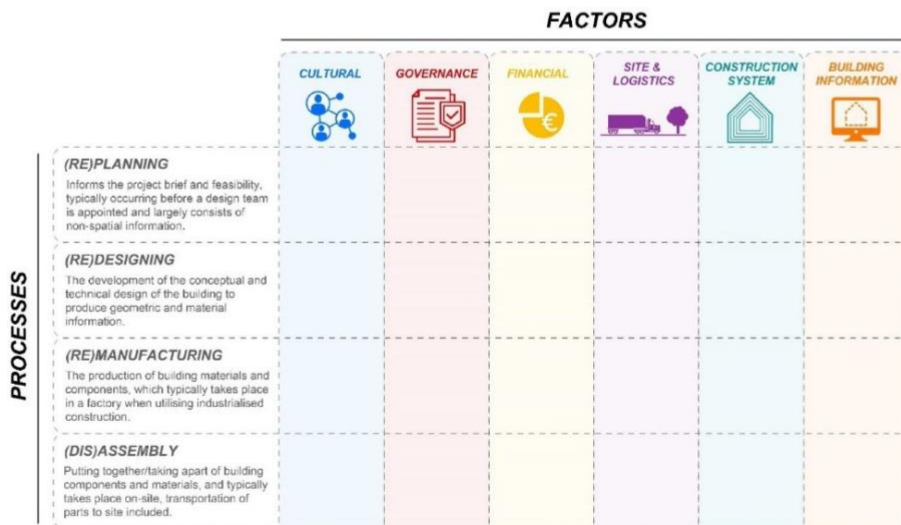 FACTORS
CULTURAL
GOVERNANCE
FINANCIAL
SITE &
LOGISTICS
CONSTRUCTION
SYSTEM
BUILDING
INFORMATION
€
PROCESSES
(RE)PLANNING
Informs the project brief and feasibility,
typically occurring before a design team
is appointed and largely consists of
non-spatial information.
(RE)DESIGNING
The development of the conceptual and
technical design of the building to
produce geometric and material
information.
(RE)MANUFACTURING
The production of building materials and
components, which typically takes place
in a factory when utilising industrialised
construction.
(DIS)ASSEMBLY
Putting together/taking apart of building
components and materials, and typically
takes place on-site, transportation of
parts to site included.